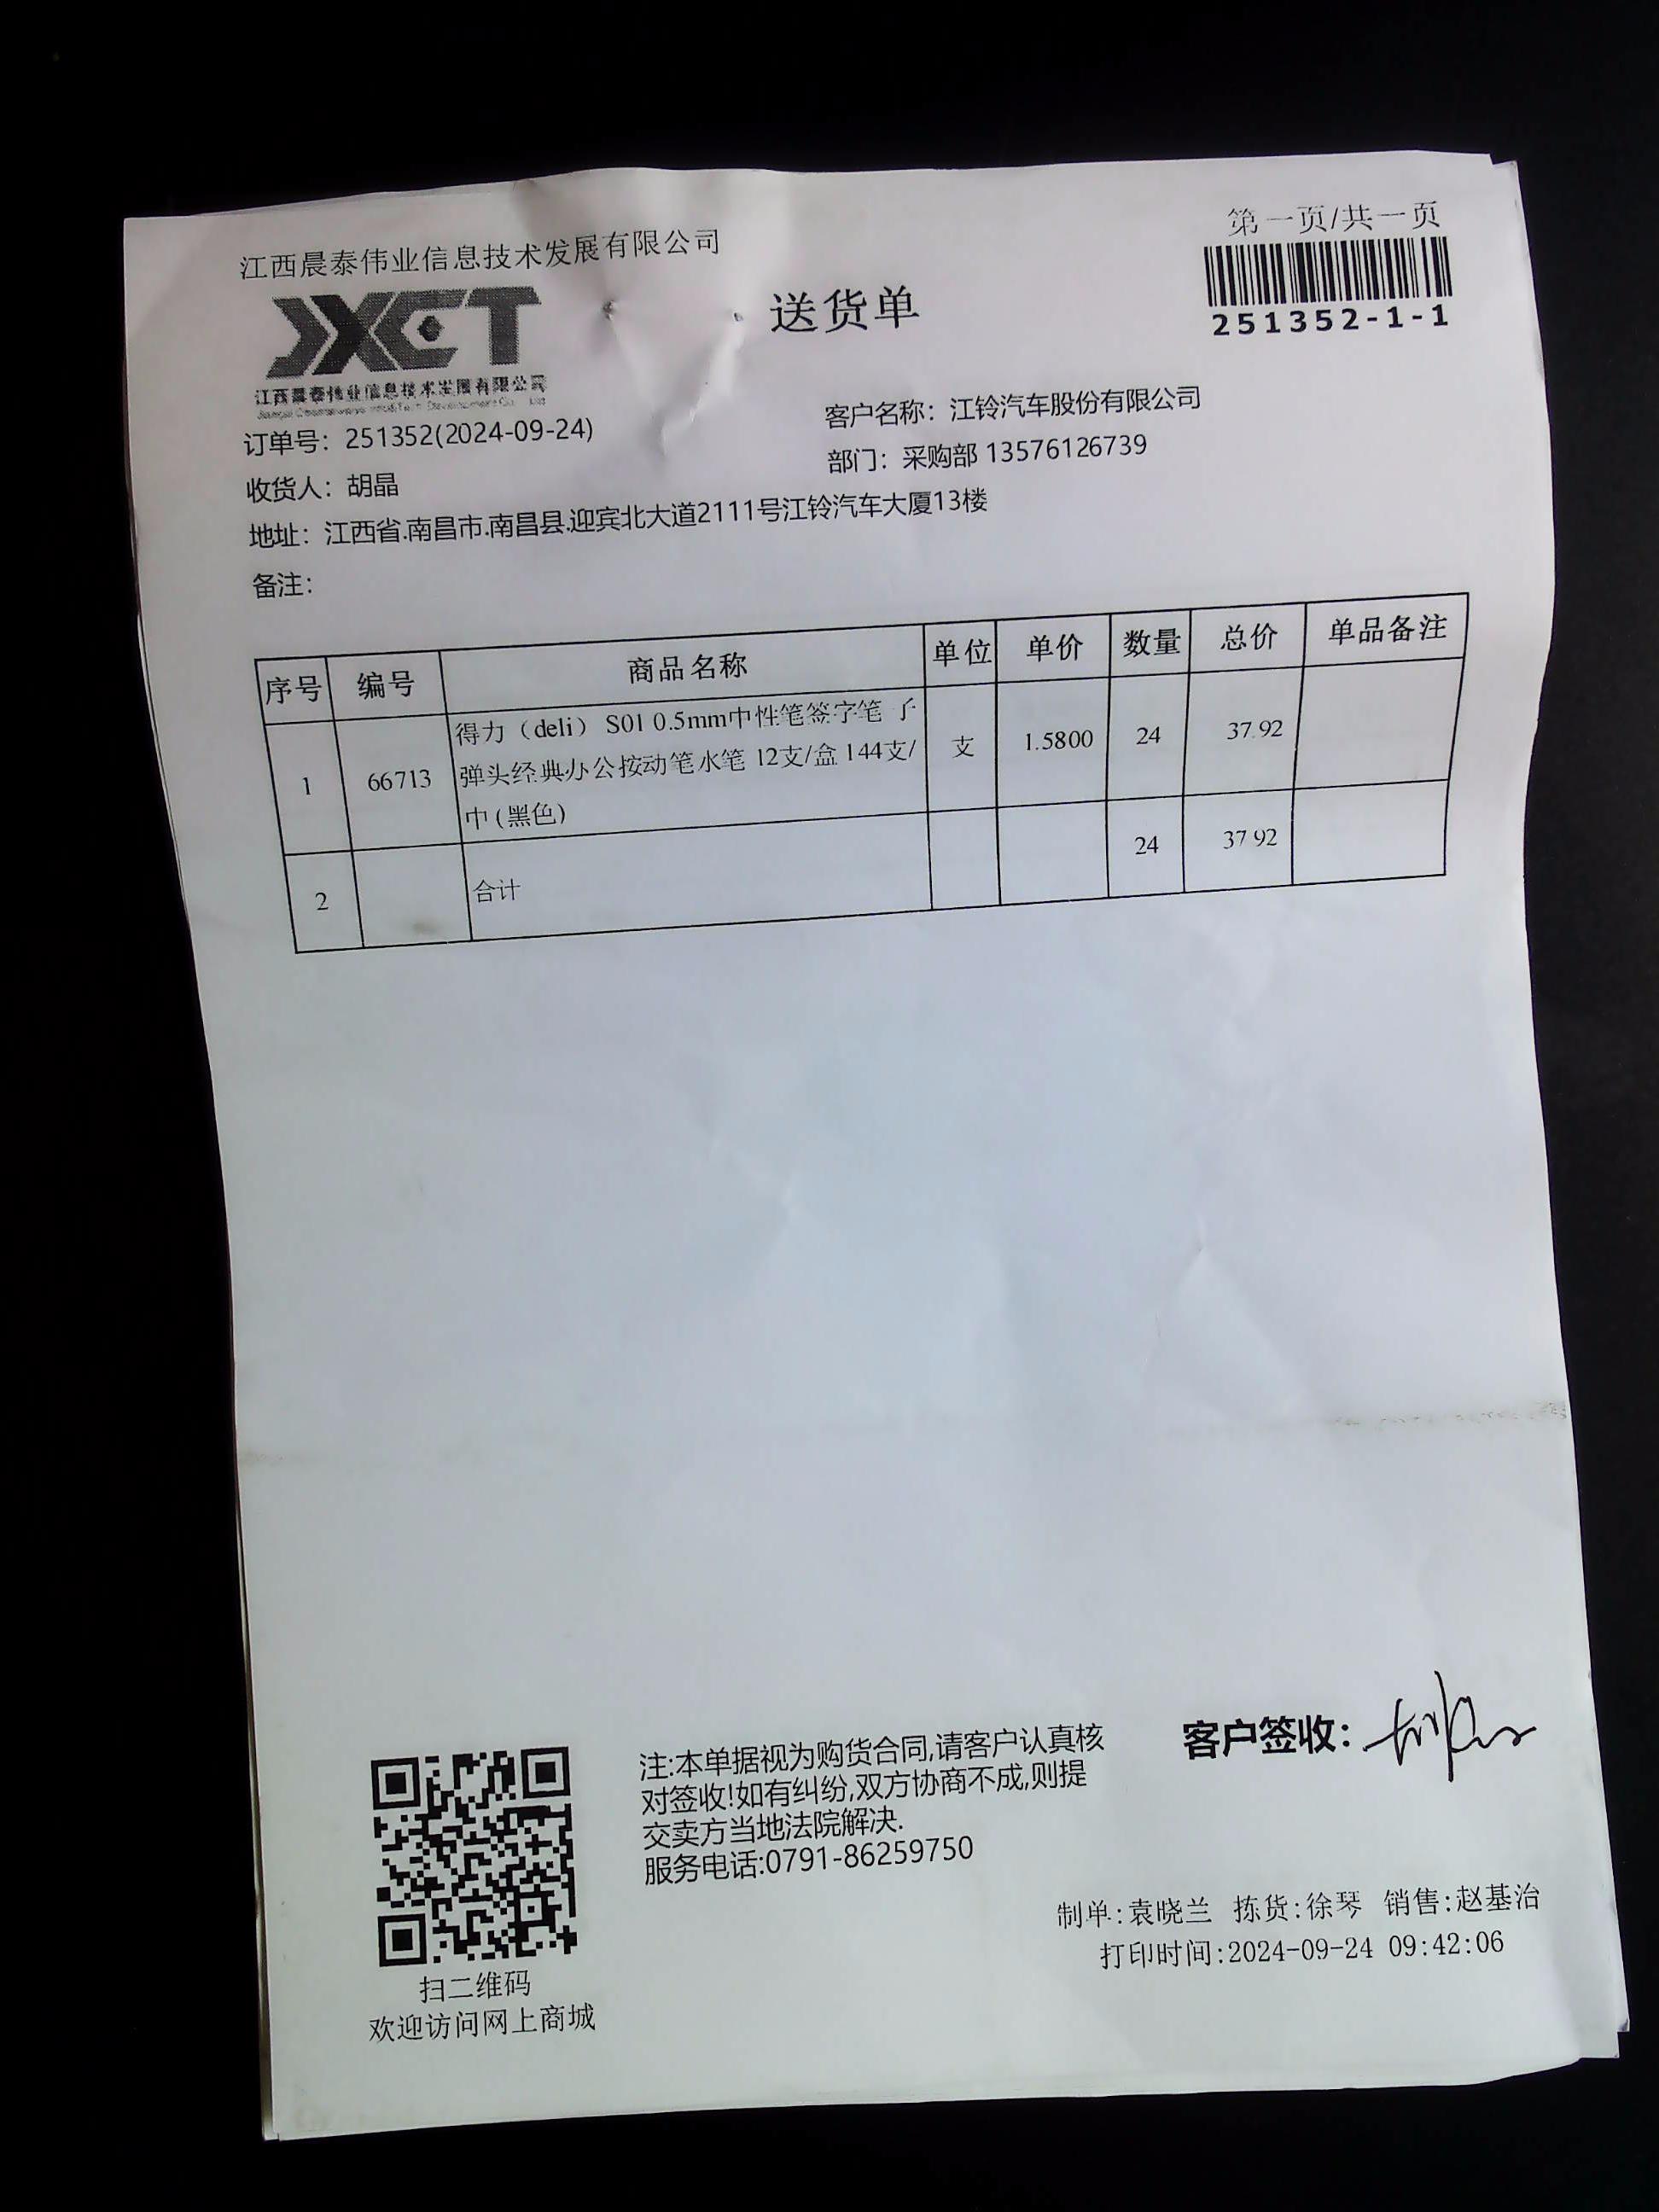 第一页/共一页
江西晨泰伟业信息技术发展有限公司
JXCT
送货单
251352-1-1
江西晨泰伟业信息技术发展有限公司
订单号：251352(2024-09-24)
客户名称：江铃汽车股份有限公司
收货人：胡晶
部门：采购部 13576126739
地址：江西省.南昌市.南昌县.迎宾北大道2111号江铃汽车大厦13楼
备注：
序号 编号 商品名称 单位 单价 数量 总价 单品备注
1 66713 得力（deli） S01 0.5mm中性笔签字笔 子 支 1.5800 24 37.92
弹头经典办公按动笔水笔 12支/盒 144支/
中(黑色)
2 合计 24 37.92
客户签收：
注:本单据视为购货合同,请客户认真核
对签收!如有纠纷,双方协商不成,则提
交卖方当地法院解决.
服务电话:0791-86259750
制单:袁晓兰 拣货:徐琴 销售:赵基治
打印时间:2024-09-24 09:42:06
扫二维码
欢迎访问网上商城